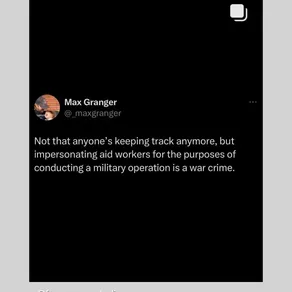 Max Granger
@_maxgranger
Not that anyone's keeping track anymore, but
impersonating aid workers for the purposes of
conducting a military operation is a war crime.